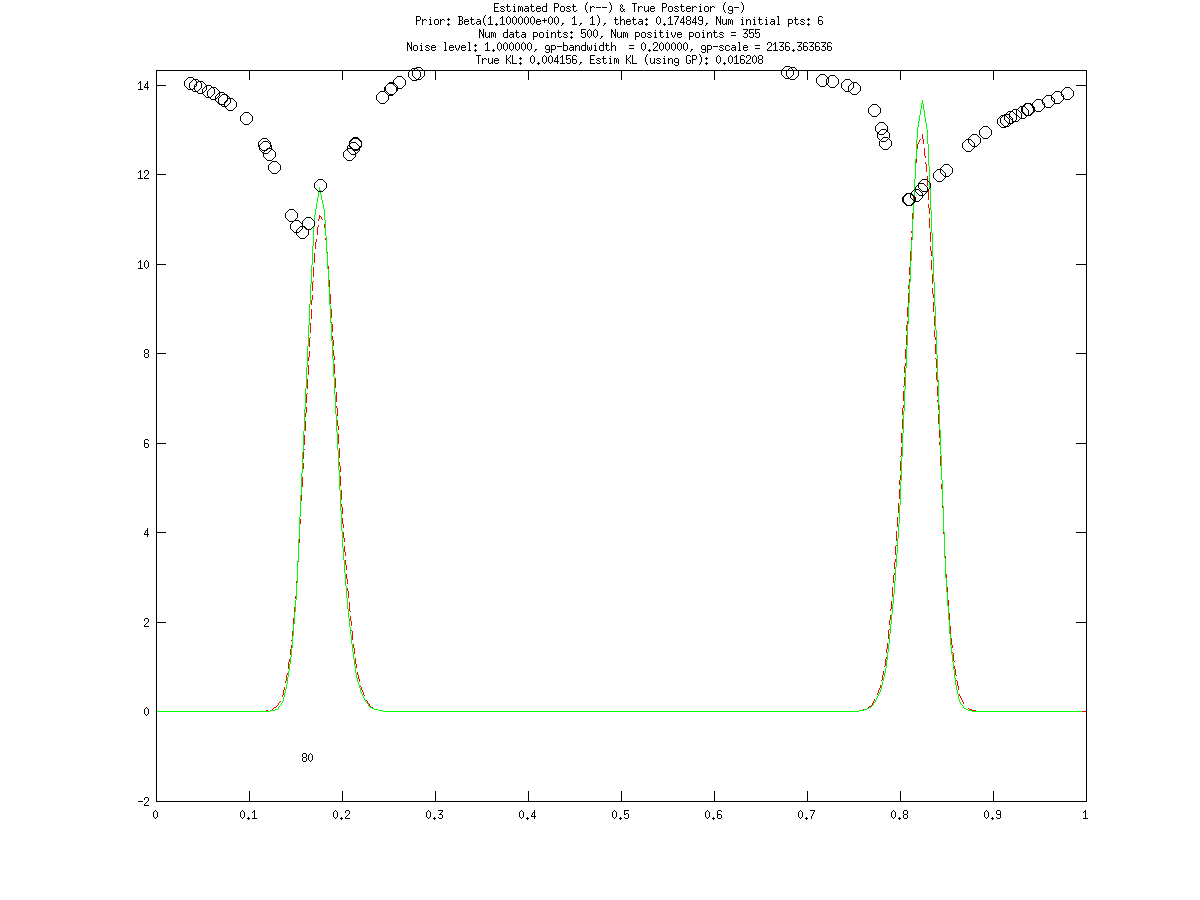 Estimated Post (r--) & True Posterior (g-)
Prior: Beta(1.100000e+00, 1, 1), theta: 0.174849, Num initial pts: 6
Num data points: 500, Num positive points = 355
Noise level: 1.000000, gp-bandwidth  = 0.200000, gp-scale = 2136.363636
True KL: 0.004156, Estim KL (using GP): 0.016208
14
12
10
8
6
4
2
0
80
-2
0 0.1 0.2 0.3 0.4 0.5 0.6 0.7 0.8 0.9 1